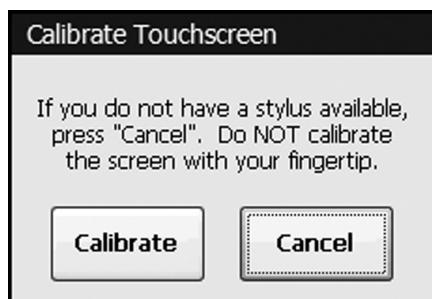 Calibrate Touchscreen
If you do not have a stylus available,
press "Cancel". Do NOT calibrate
the screen with your fingertip.
Calibrate
Cancel